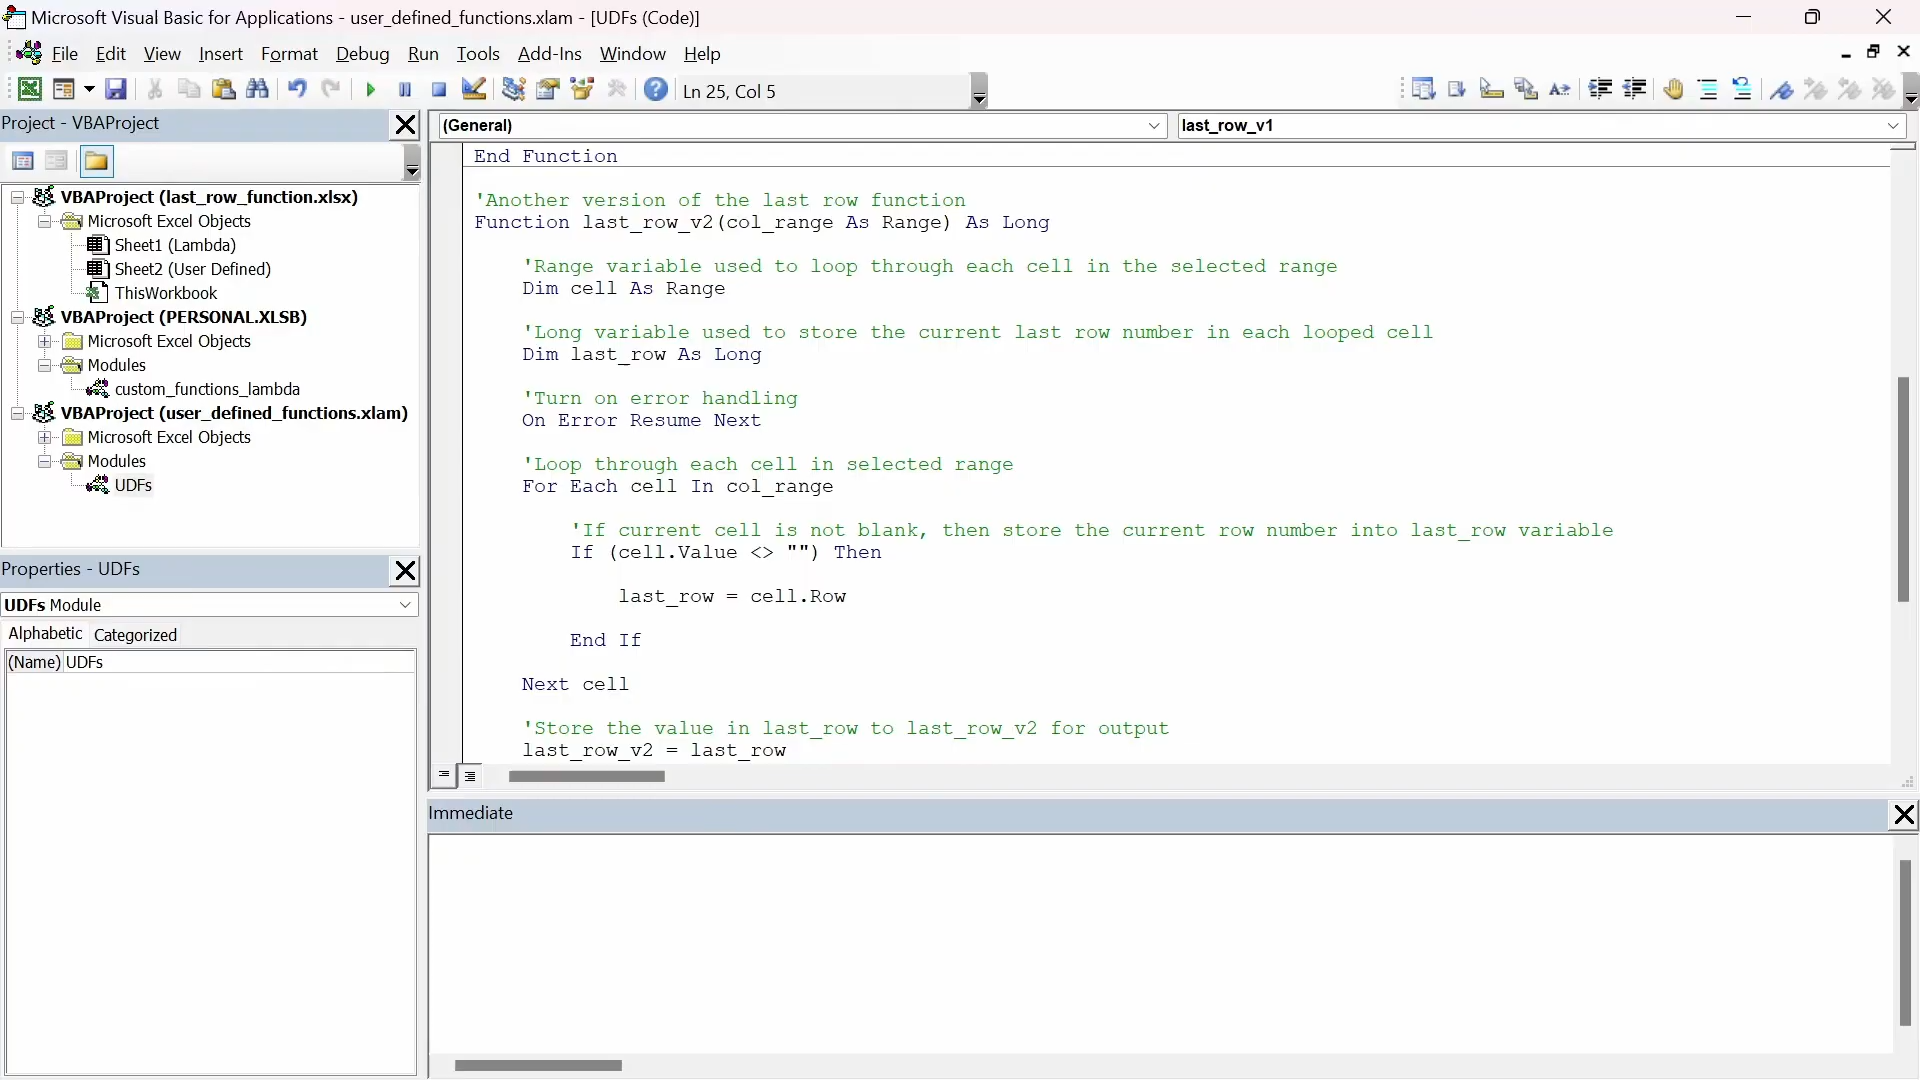 Microsoft Visual Basic for Applications - user_defined_functions.xlam - [UDFs (Code)]
File Edit View Insert Format Debug Run Tools Add-Ins Window Help
Ln 25, Col 5
Project - VBAProject
VBAProject (last_row_function.xlsx)
Microsoft Excel Objects
Sheet1 (Lambda)
Sheet2 (User Defined)
ThisWorkbook
VBAProject (PERSONAL.XLSB)
Microsoft Excel Objects
Modules
custom_functions_lambda
VBAProject (user_defined_functions.xlam)
Microsoft Excel Objects
Modules
UDFs
Properties - UDFs
UDFs Module
Alphabetic Categorized
(Name) UDFs
(General)
last_row_v1
End Function
'Another version of the last row function
Function last_row_v2(col_range As Range) As Long
'Range variable used to loop through each cell in the selected range
Dim cell As Range
'Long variable used to store the current last row number in each looped cell
Dim last_row As Long
'Turn on error handling
On Error Resume Next
'Loop through each cell in selected range
For Each cell In col_range
'If current cell is not blank, then store the current row number into last_row variable
If (cell.Value <> "") Then
last_row = cell.Row
End If
Next cell
'Store the value in last_row to last_row_v2 for output
last_row_v2 = last_row
Immediate